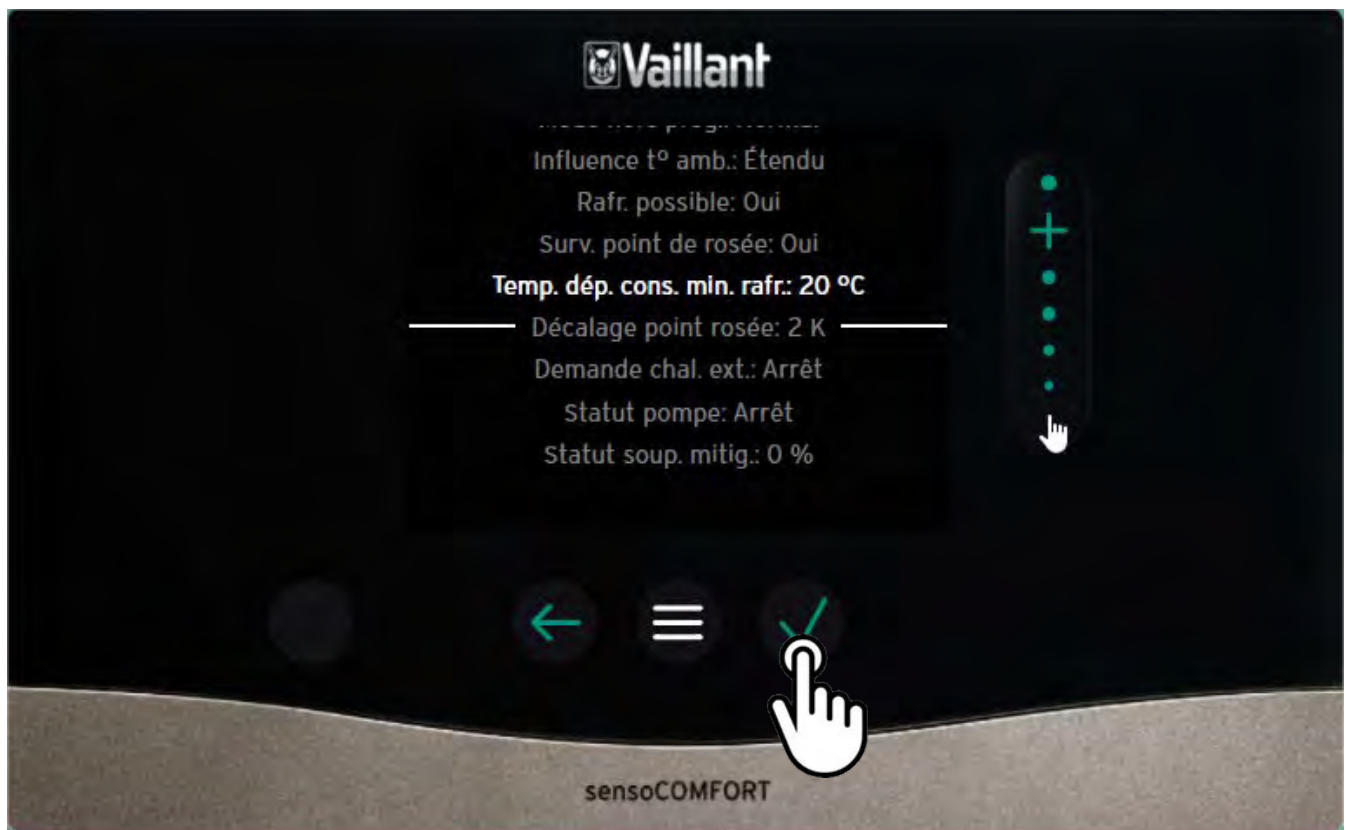 Vaillant
Influence t° amb.: Étendu
Rafr. possible: Oui
Surv. point de rosée: Oui
Temp. dép. cons. min. rafr.: 20 °C
Décalage point rosée: 2 K
Demande chal. ext.: Arrêt
Statut pompe: Arrêt
Statut soup. mitig.: 0 %
sensoCOMFORT